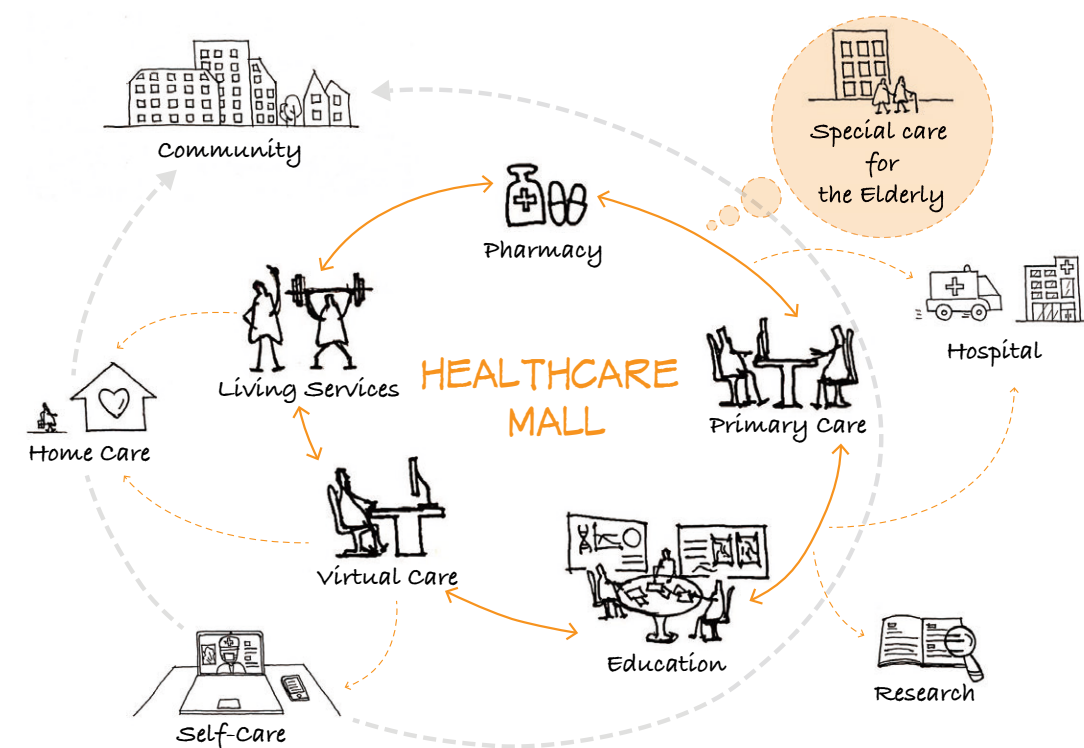 Community
Special care
for
the Elderly
Pharmacy
Hospital
Living Services
HEALTHCARE
MALL
Primary Care
Home Care
Virtual Care
Education
Research
Self-Care